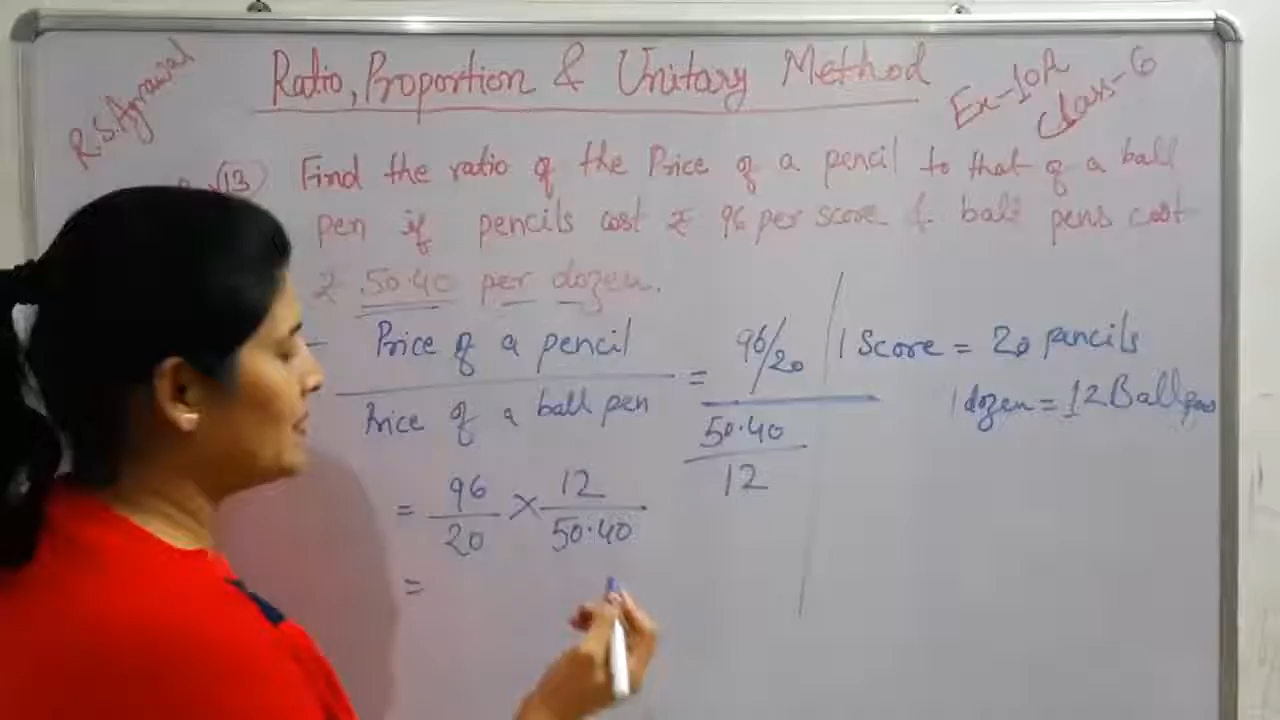 R.S.Agrawal
Ratio, Proportion & Unitary Method
Ex-10A
Class-6
13 Find the ratio of the Price of a pencil to that of a ball
pen if pencils cost ₹ 96 per score & ball pens cost
₹ 50.40 per dozen.
Price of a pencil / Price of a ball pen = 96/20 / 50.40/12
1 Score = 20 pencils
1 dozen = 12 Ball pens
= 96/20 × 12/50.40
=